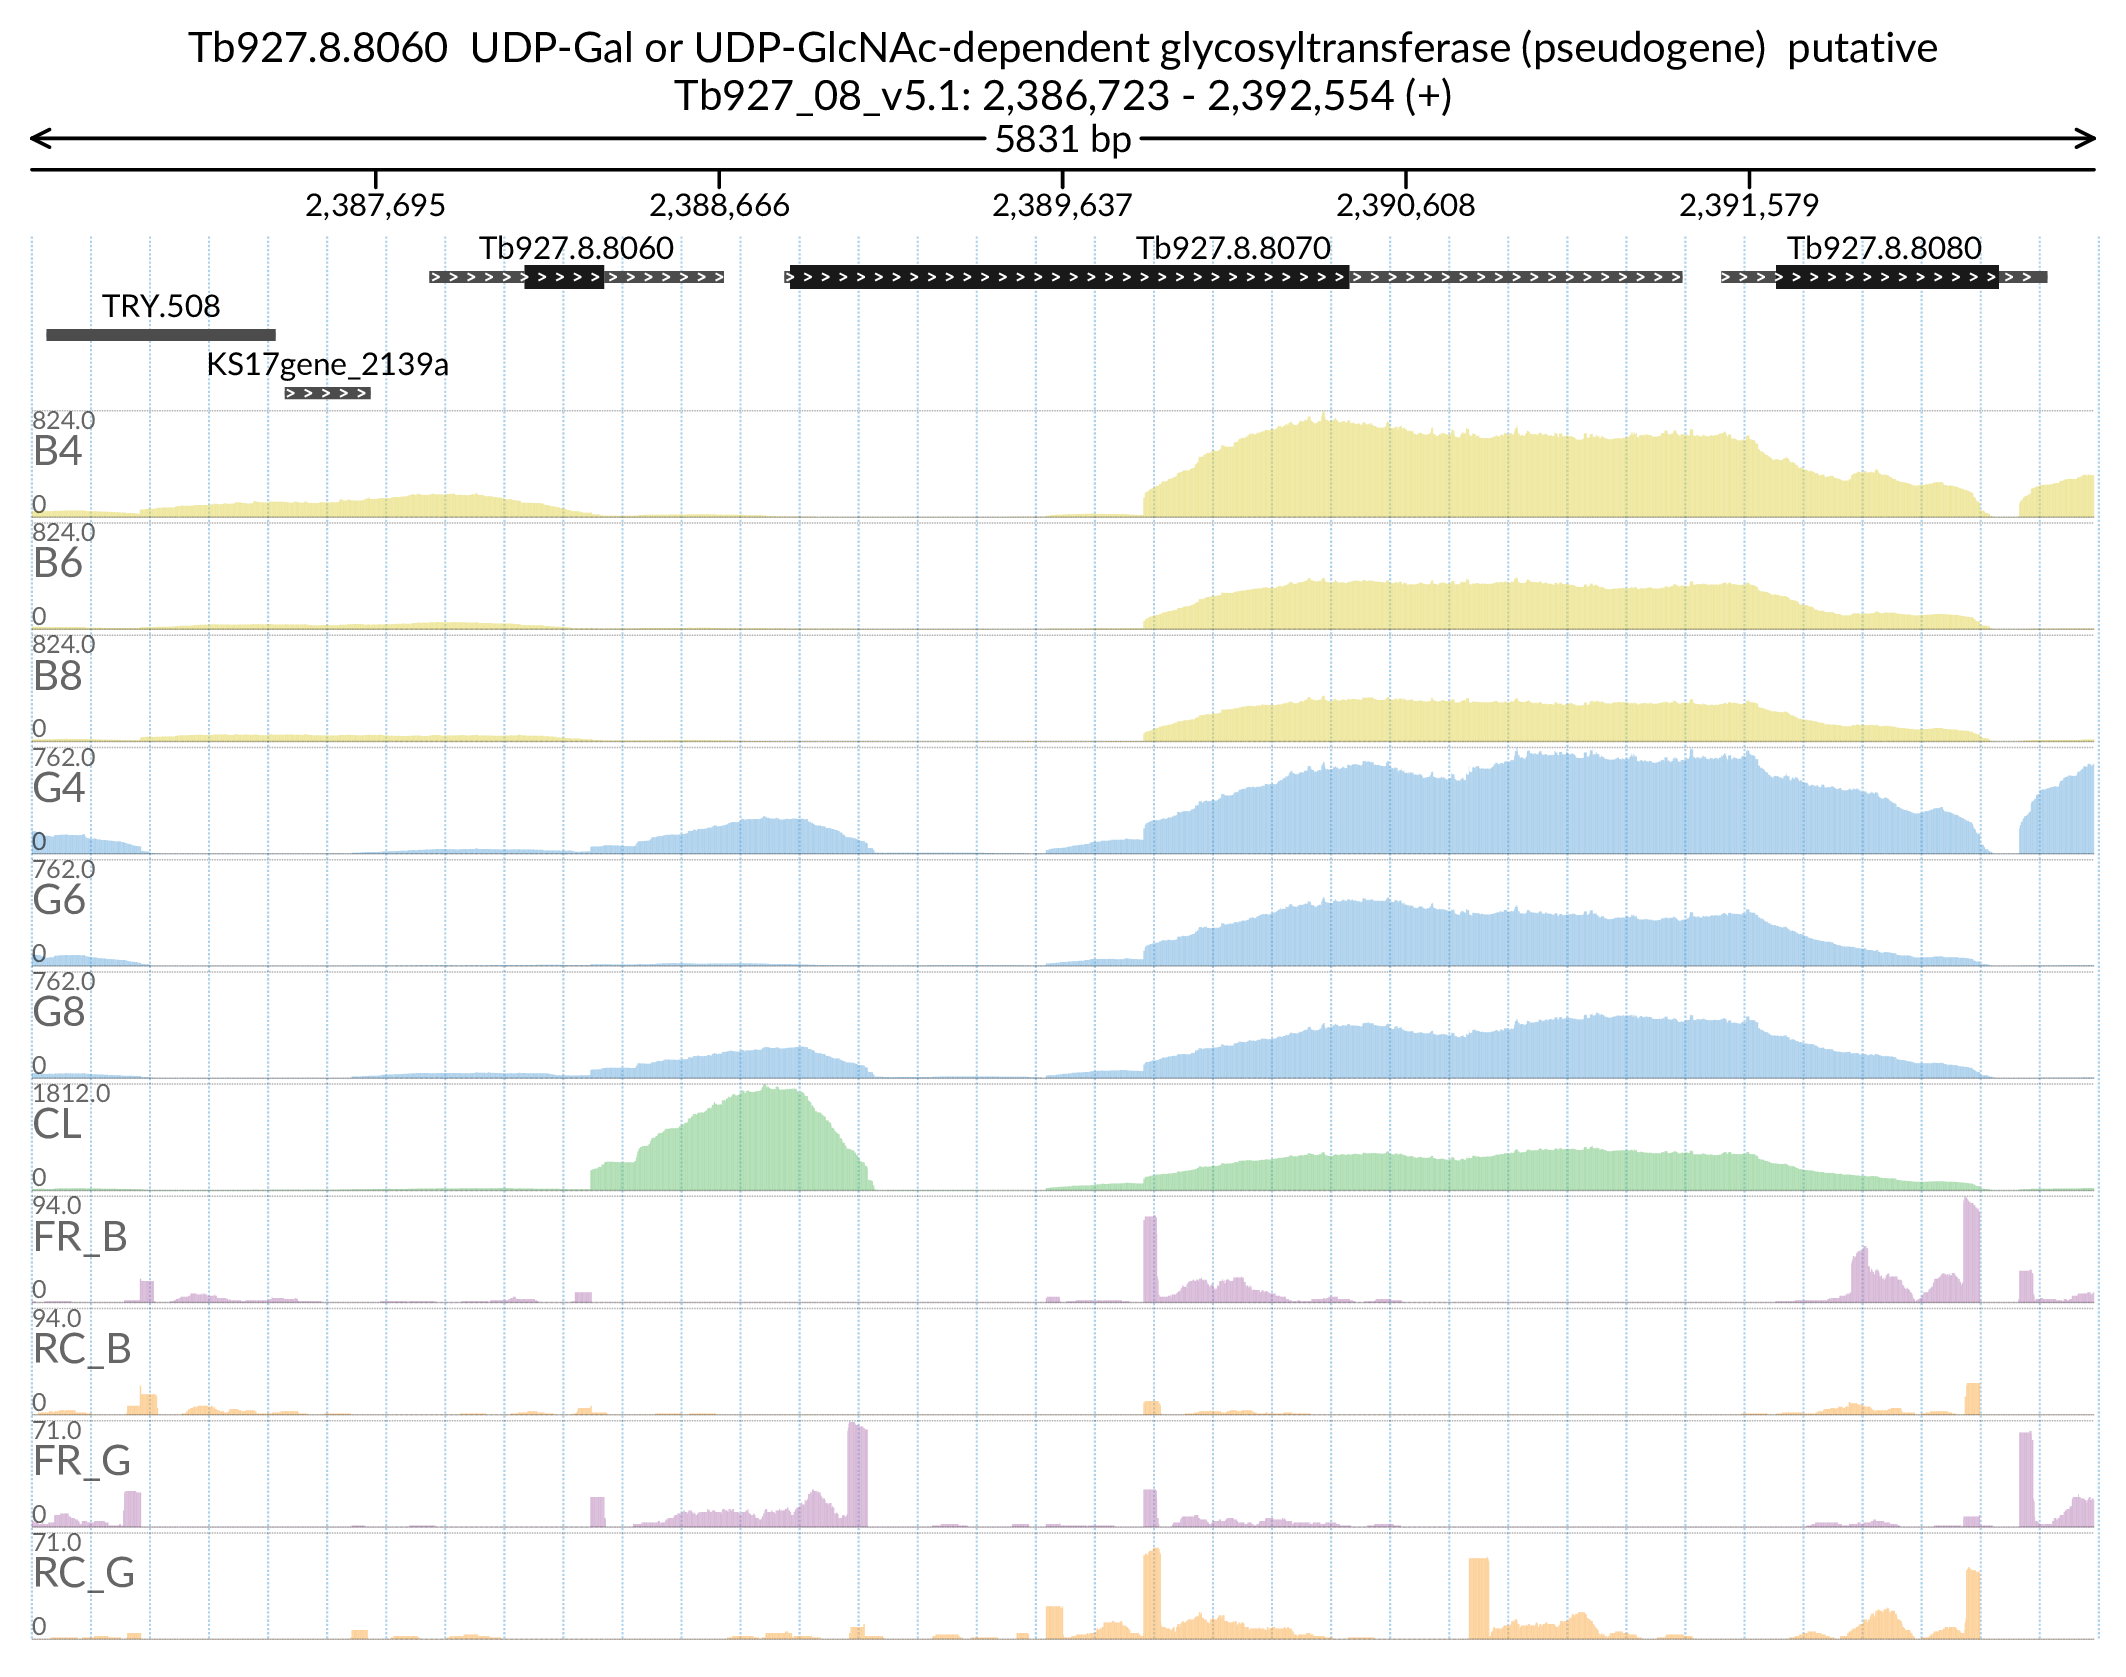 Tb927.8.8060  UDP-Gal or UDP-GlcNAc-dependent glycosyltransferase (pseudogene)  putative
Tb927_08_v5.1: 2,386,723 - 2,392,554 (+)
5831 bp
2,387,695 2,388,666 2,389,637 2,390,608 2,391,579
Tb927.8.8060 Tb927.8.8070 Tb927.8.8080
TRY.508
KS17gene_2139a
824.0
B4
0
824.0
B6
0
824.0
B8
0
762.0
G4
0
762.0
G6
0
762.0
G8
0
1812.0
CL
0
94.0
FR_B
0
94.0
RC_B
0
71.0
FR_G
0
71.0
RC_G
0